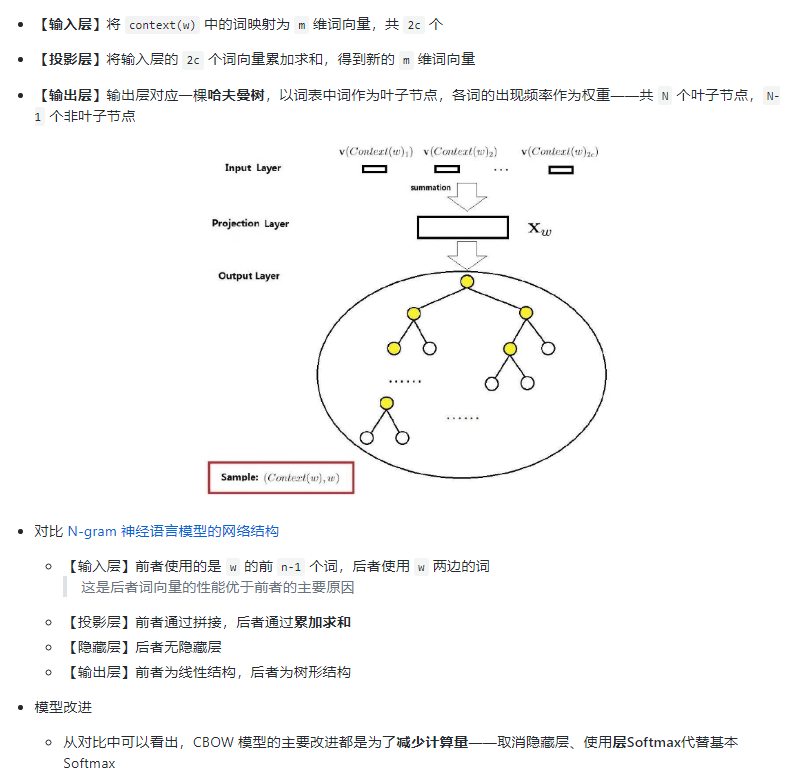 【输入层】将 context(w) 中的词映射为 m 维词向量，共 2c 个
【投影层】将输入层的 2c 个词向量累加求和，得到新的 m 维词向量
【输出层】输出层对应一棵哈夫曼树，以词表中词作为叶子节点，各词的出现频率作为权重——共 N 个叶子节点，N-
1 个非叶子节点
v(Context(w)₁) v(Context(w)₂) v(Context(w)₂c)
Input Layer ...
summation
Projection Layer
Xw
Output Layer
......
......
Sample: (Context(w), w)
对比 N-gram 神经语言模型的网络结构
【输入层】前者使用的是 w 的前 n-1 个词，后者使用 w 两边的词
这是后者词向量的性能优于前者的主要原因
【投影层】前者通过拼接，后者通过累加求和
【隐藏层】后者无隐藏层
【输出层】前者为线性结构，后者为树形结构
模型改进
从对比中可以看出，CBOW 模型的主要改进都是为了减少计算量——取消隐藏层、使用层Softmax代替基本
Softmax